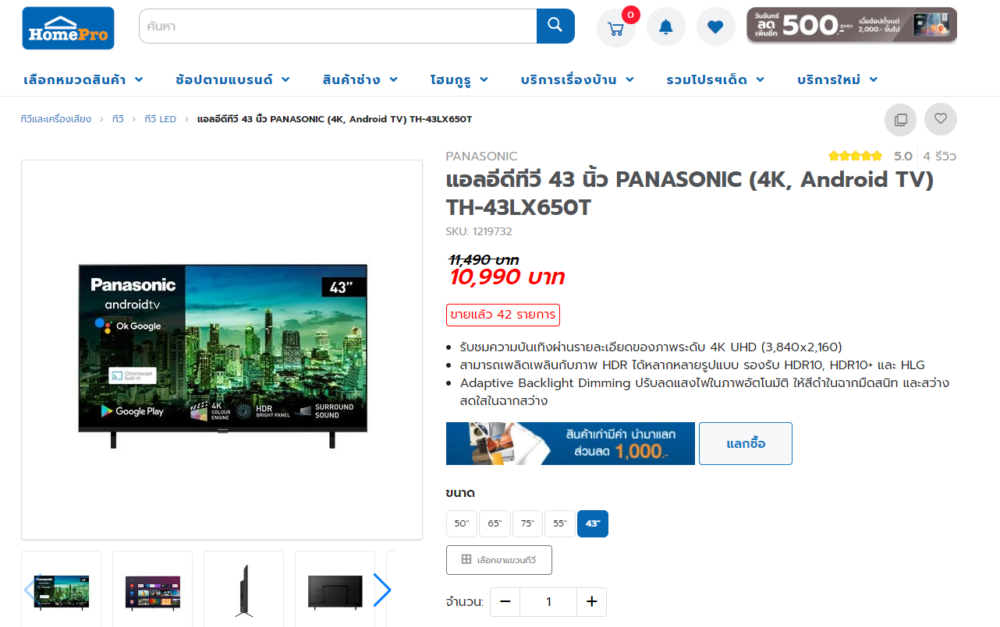 HomePro
ค้นหา
0
วันจันทร์
ลด
เพิ่มอีก
500.-
สูงสุด
เมื่อช้อปตั้งแต่
2,000.- ขึ้นไป
เลือกหมวดสินค้า
ช้อปตามแบรนด์
สินค้าช่าง
โฮมกูรู
บริการเรื่องบ้าน
รวมโปรฯเด็ด
บริการใหม่
ทีวีและเครื่องเสียง > ทีวี > ทีวี LED > แอลอีดีทีวี 43 นิ้ว PANASONIC (4K, Android TV) TH-43LX650T
PANASONIC
5.0
4 รีวิว
แอลอีดีทีวี 43 นิ้ว PANASONIC (4K, Android TV)
TH-43LX650T
SKU: 1219732
11,490 บาท
10,990 บาท
ขายแล้ว 42 รายการ
รับชมความบันเทิงผ่านรายละเอียดของภาพระดับ 4K UHD (3,840x2,160)
สามารถเพลิดเพลินกับภาพ HDR ได้หลากหลายรูปแบบ รองรับ HDR10, HDR10+ และ HLG
Adaptive Backlight Dimming ปรับลดแสงไฟในภาพอัตโนมัติ ให้สีดำในฉากมืดสนิท และสว่าง
สดใสในฉากสว่าง
สินค้าเก่ามีค่า นำมาแลก
ส่วนลด 1,000.-
แลกซื้อ
ขนาด
50" 65" 75" 55" 43"
เลือกขาแขวนทีวี
จำนวน: − 1 +
Panasonic
43"
androidtv
Ok Google
Chromecast
built-in
Google Play
4K
COLOUR
ENGINE
HDR
BRIGHT PANEL
SURROUND
SOUND